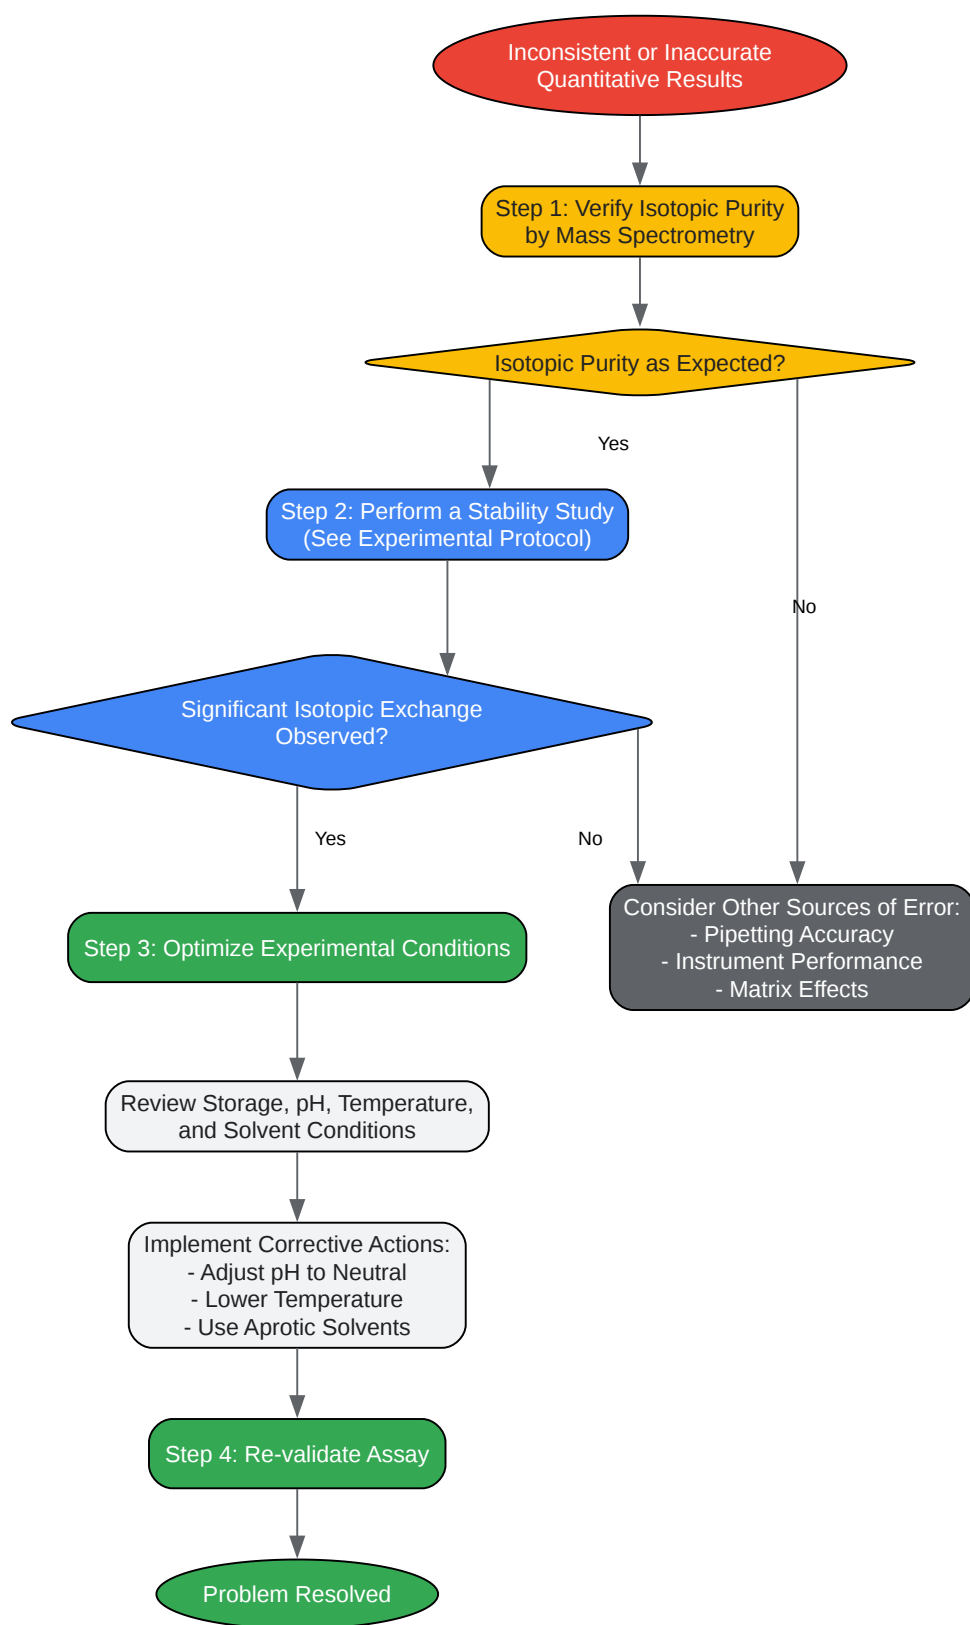 Inconsistent or Inaccurate
Quantitative Results
Step 1: Verify Isotopic Purity
by Mass Spectrometry
Isotopic Purity as Expected?
Yes
Step 2: Perform a Stability Study
(See Experimental Protocol)
No
Significant Isotopic Exchange
Observed?
Yes
No
Consider Other Sources of Error:
- Pipetting Accuracy
- Instrument Performance
- Matrix Effects
Step 3: Optimize Experimental Conditions
Review Storage, pH, Temperature,
and Solvent Conditions
Implement Corrective Actions:
- Adjust pH to Neutral
- Lower Temperature
- Use Aprotic Solvents
Step 4: Re-validate Assay
Problem Resolved